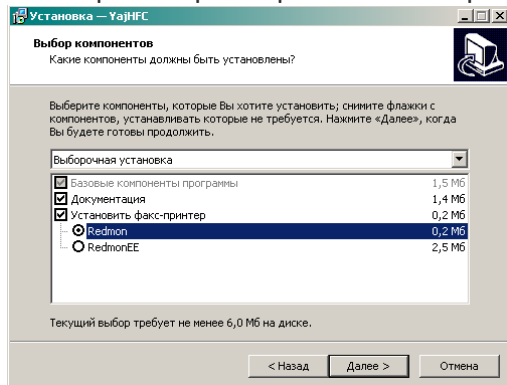 Установка — YajHFC
Выбор компонентов
Какие компоненты должны быть установлены?
Выберите компоненты, которые Вы хотите установить; снимите флажки с
компонентов, устанавливать которые не требуется. Нажмите «Далее», когда
Вы будете готовы продолжить.
Выборочная установка
Базовые компоненты программы 1,5 Мб
Документация 1,4 Мб
Установить факс-принтер 0,2 Мб
Redmon 0,2 Мб
RedmonEE 2,5 Мб
Текущий выбор требует не менее 6,0 Мб на диске.
< Назад Далее > Отмена